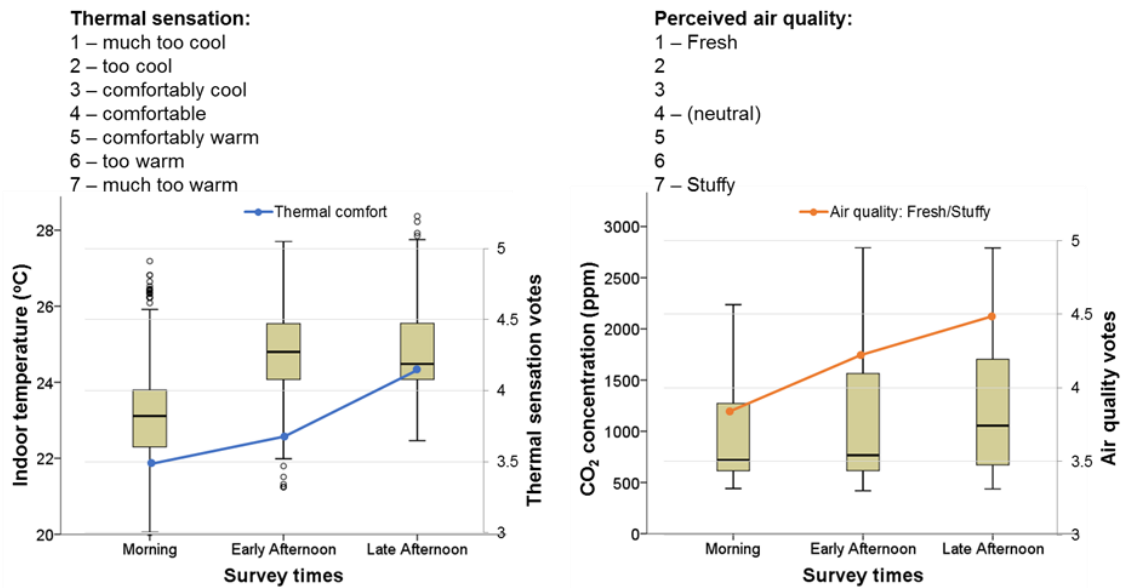 Thermal sensation:
1 – much too cool
2 – too cool
3 – comfortably cool
4 – comfortable
5 – comfortably warm
6 – too warm
7 – much too warm
Perceived air quality:
1 – Fresh
2
3
4 – (neutral)
5
6
7 – Stuffy
Thermal comfort
28
26
24
22
20
Indoor temperature (ºC)
5
4.5
4
3.5
3
Thermal sensation votes
Morning
Early Afternoon
Late Afternoon
Survey times
Air quality: Fresh/Stuffy
3000
2500
2000
1500
1000
500
0
CO₂ concentration (ppm)
5
4.5
4
3.5
3
Air quality votes
Morning
Early Afternoon
Late Afternoon
Survey times